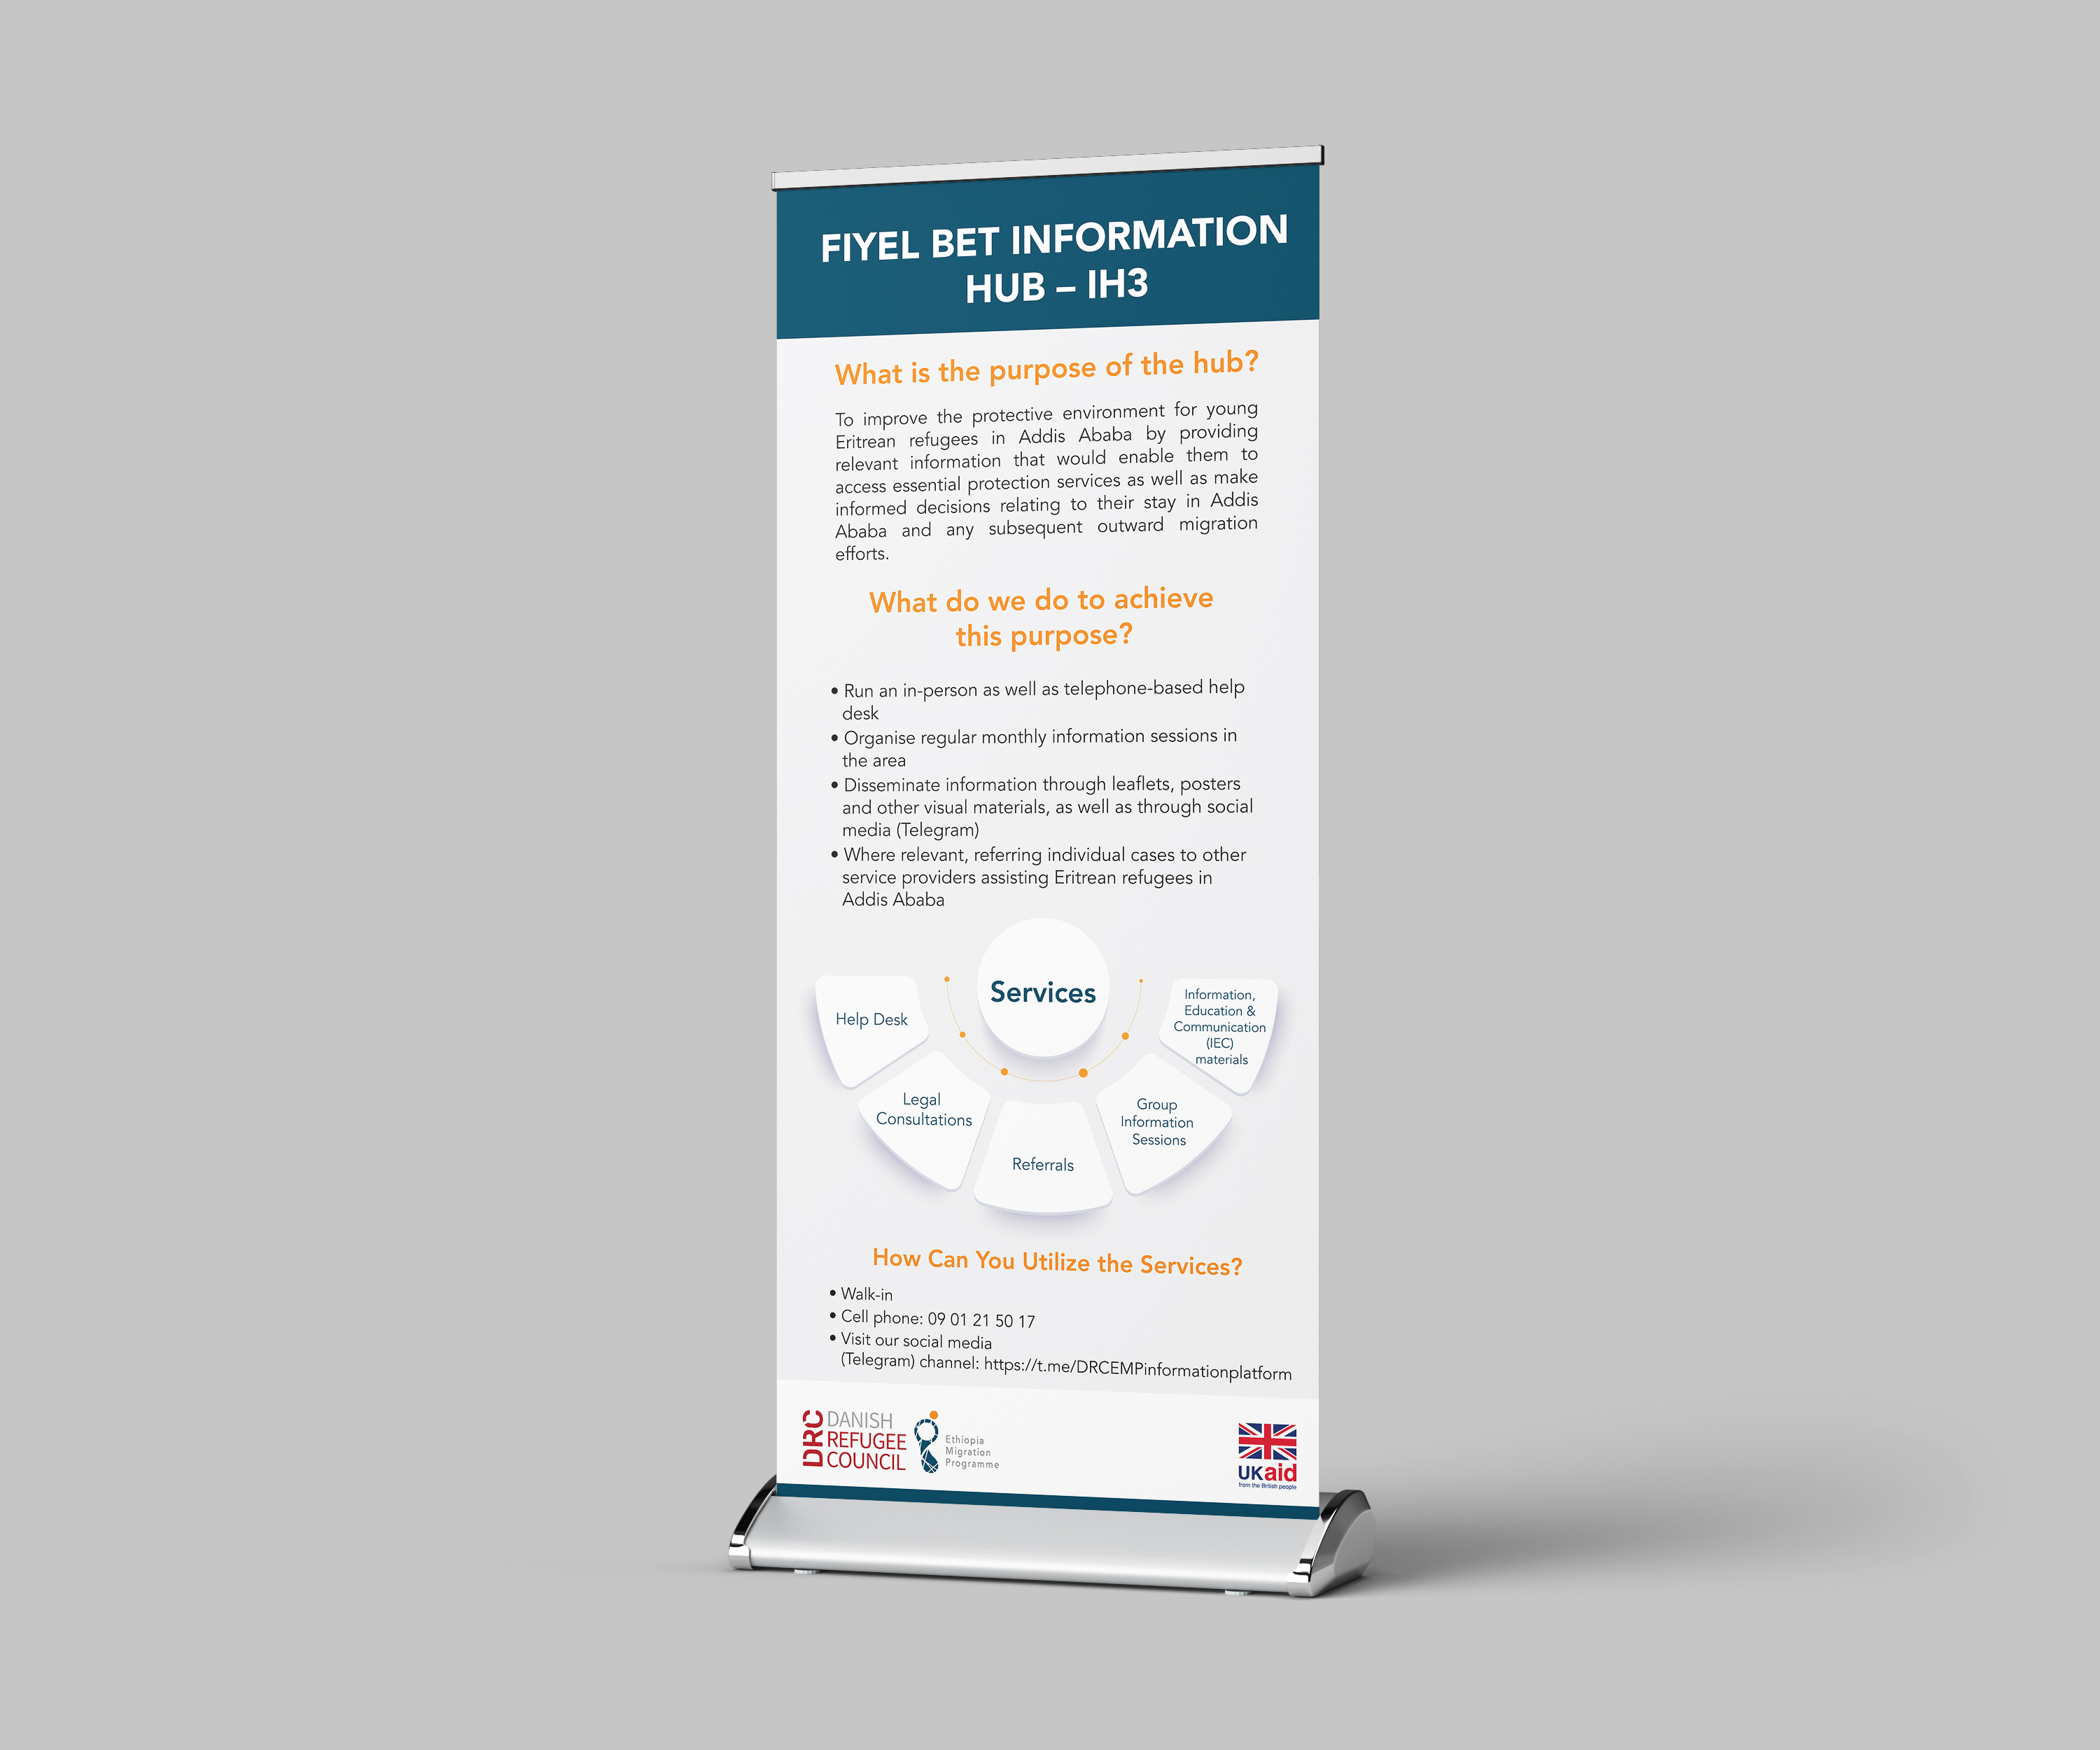 FIYEL BET INFORMATION
HUB – IH3
What is the purpose of the hub?
To improve the protective environment for young
Eritrean refugees in Addis Ababa by providing
relevant information that would enable them to
access essential protection services as well as make
informed decisions relating to their stay in Addis
Ababa and any subsequent outward migration
efforts.
What do we do to achieve
this purpose?
• Run an in-person as well as telephone-based help
desk
• Organise regular monthly information sessions in
the area
• Disseminate information through leaflets, posters
and other visual materials, as well as through social
media (Telegram)
• Where relevant, referring individual cases to other
service providers assisting Eritrean refugees in
Addis Ababa
Services
Help Desk
Legal
Consultations
Referrals
Group
Information
Sessions
Information,
Education &
Communication
(IEC)
materials
How Can You Utilize the Services?
• Walk-in
• Cell phone: 09 01 21 50 17
• Visit our social media
(Telegram) channel: https://t.me/DRCEMPinformationplatform
DRC
DANISH
REFUGEE
COUNCIL
Ethiopia
Migration
Programme
UKaid
from the British people